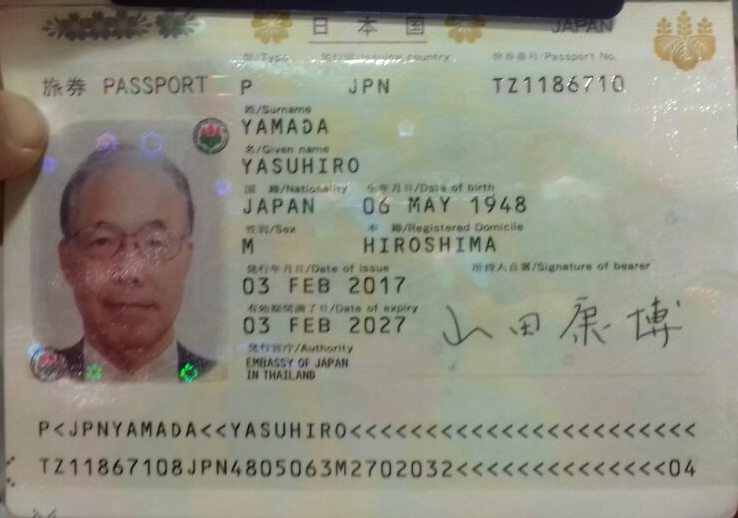 日本国 JAPAN
型/Type 発行国/Issuing country 旅券番号/Passport No.
旅券 PASSPORT P JPN TZ1186710
姓/Surname
YAMADA
名/Given name
YASUHIRO
国 籍/Nationality 生年月日/Date of birth
JAPAN 06 MAY 1948
性別/Sex 本 籍/Registered Domicile
M HIROSHIMA
発行年月日/Date of issue 所持人自署/Signature of bearer
03 FEB 2017
有効期間満了日/Date of expiry
03 FEB 2027 山田康博
発行官庁/Authority
EMBASSY OF JAPAN
IN THAILAND
P<JPNYAMADA<<YASUHIRO<<<<<<<<<<<<<<<<<<<<<<<
TZ11867108JPN4805063M2702032<<<<<<<<<<<<<<04